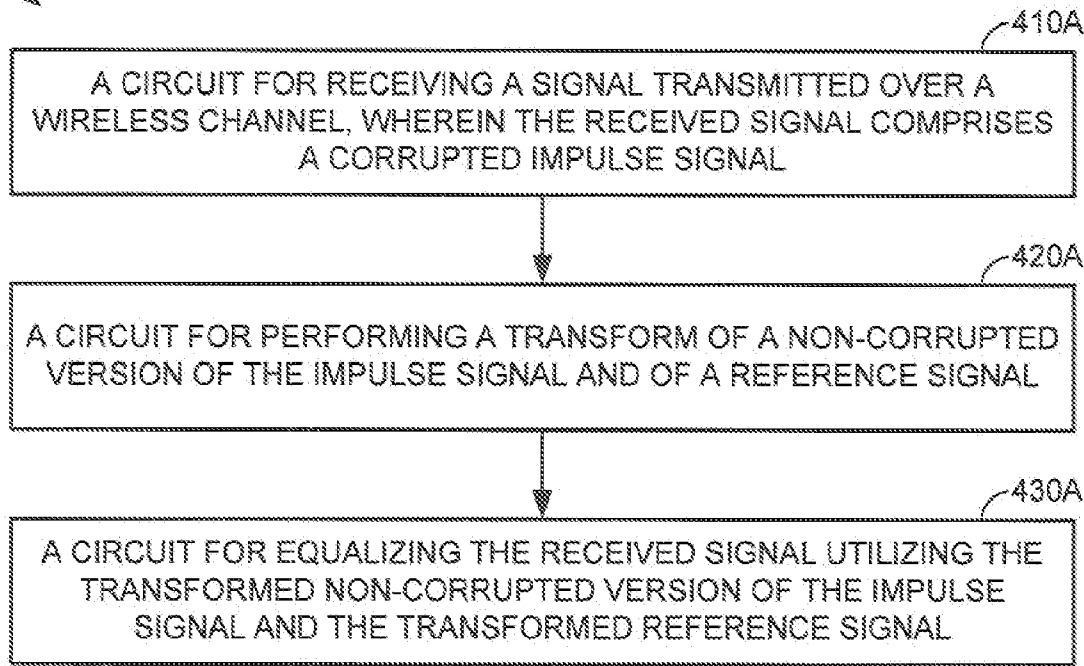 410A
A CIRCUIT FOR RECEIVING A SIGNAL TRANSMITTED OVER A
WIRELESS CHANNEL, WHEREIN THE RECEIVED SIGNAL COMPRISES
A CORRUPTED IMPULSE SIGNAL
420A
A CIRCUIT FOR PERFORMING A TRANSFORM OF A NON-CORRUPTED
VERSION OF THE IMPULSE SIGNAL AND OF A REFERENCE SIGNAL
430A
A CIRCUIT FOR EQUALIZING THE RECEIVED SIGNAL UTILIZING THE
TRANSFORMED NON-CORRUPTED VERSION OF THE IMPULSE
SIGNAL AND THE TRANSFORMED REFERENCE SIGNAL